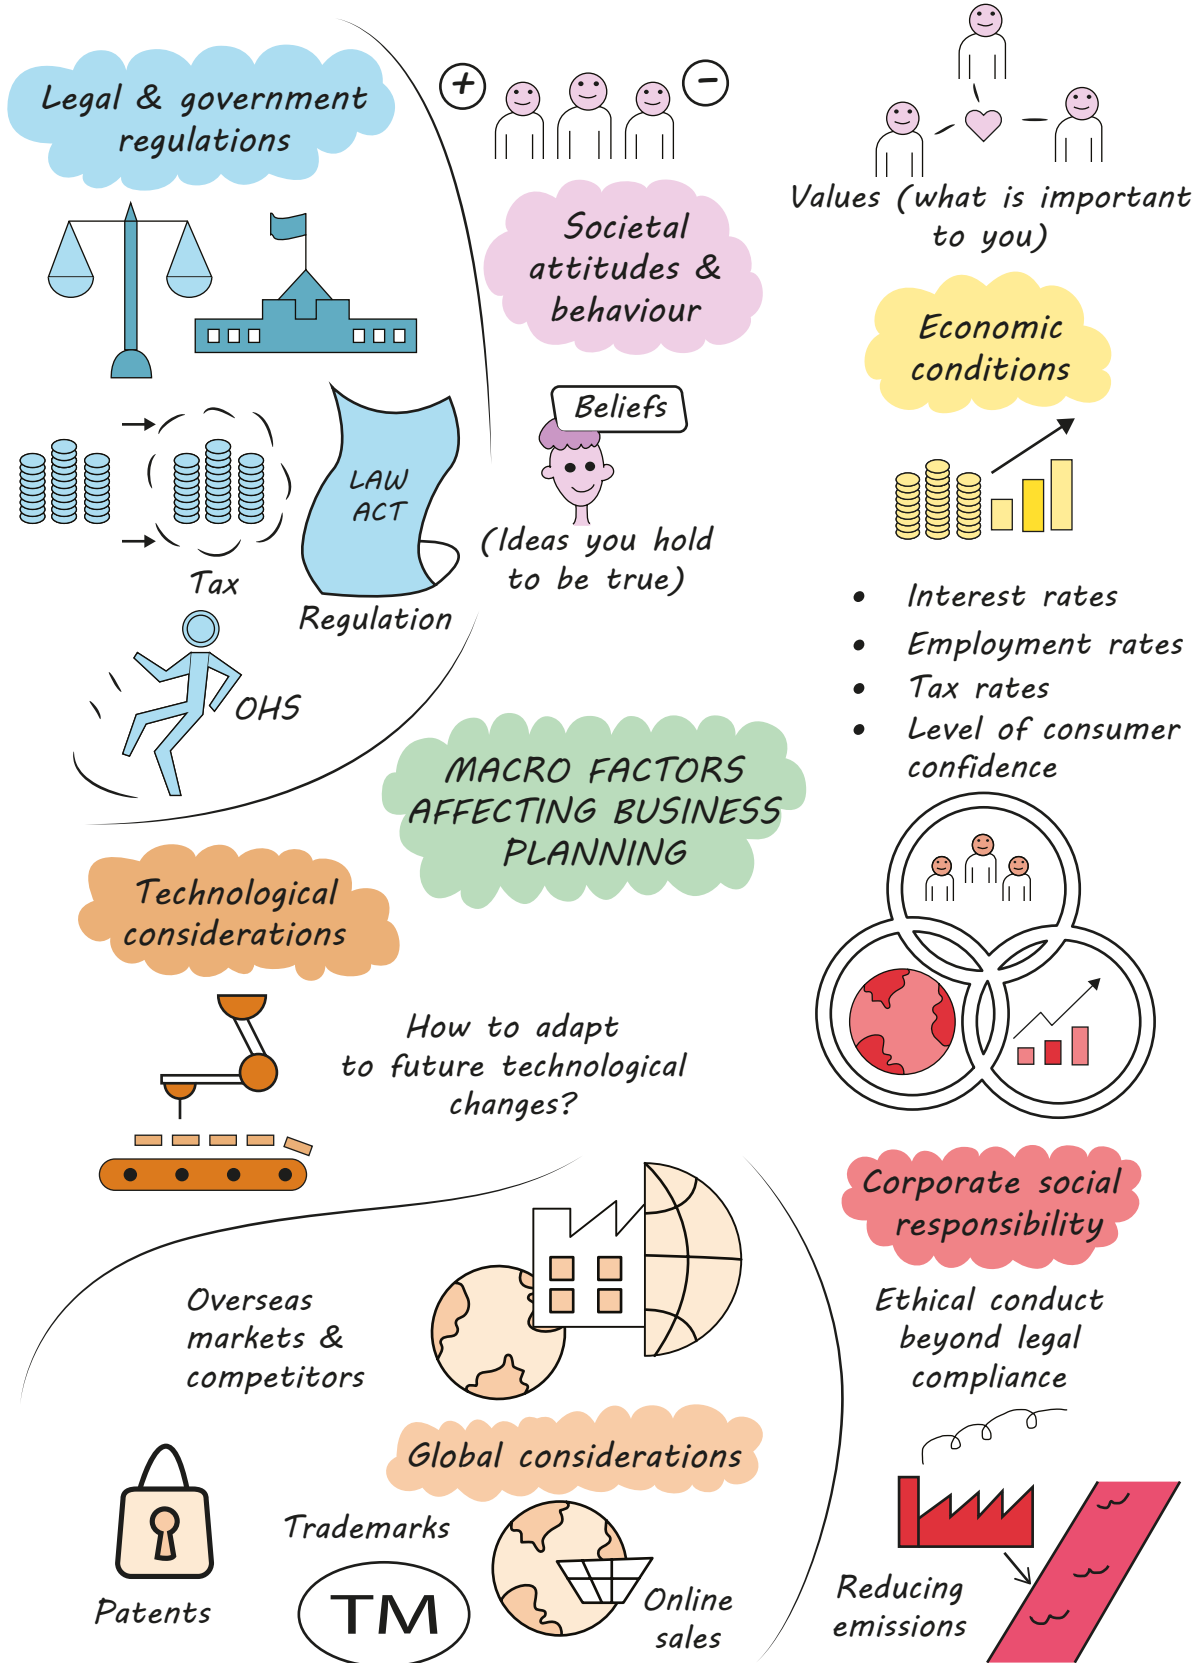 Legal & government
regulations
+
−
Societal
attitudes &
behaviour
Values (what is important
to you)
Economic
conditions
Beliefs
(Ideas you hold
to be true)
LAW
ACT
Tax
Regulation
OHS
• Interest rates
• Employment rates
• Tax rates
• Level of consumer
confidence
MACRO FACTORS
AFFECTING BUSINESS
PLANNING
Technological
considerations
How to adapt
to future technological
changes?
Corporate social
responsibility
Ethical conduct
beyond legal
compliance
Reducing
emissions
Overseas
markets &
competitors
Global considerations
Patents
Trademarks
TM
Online
sales